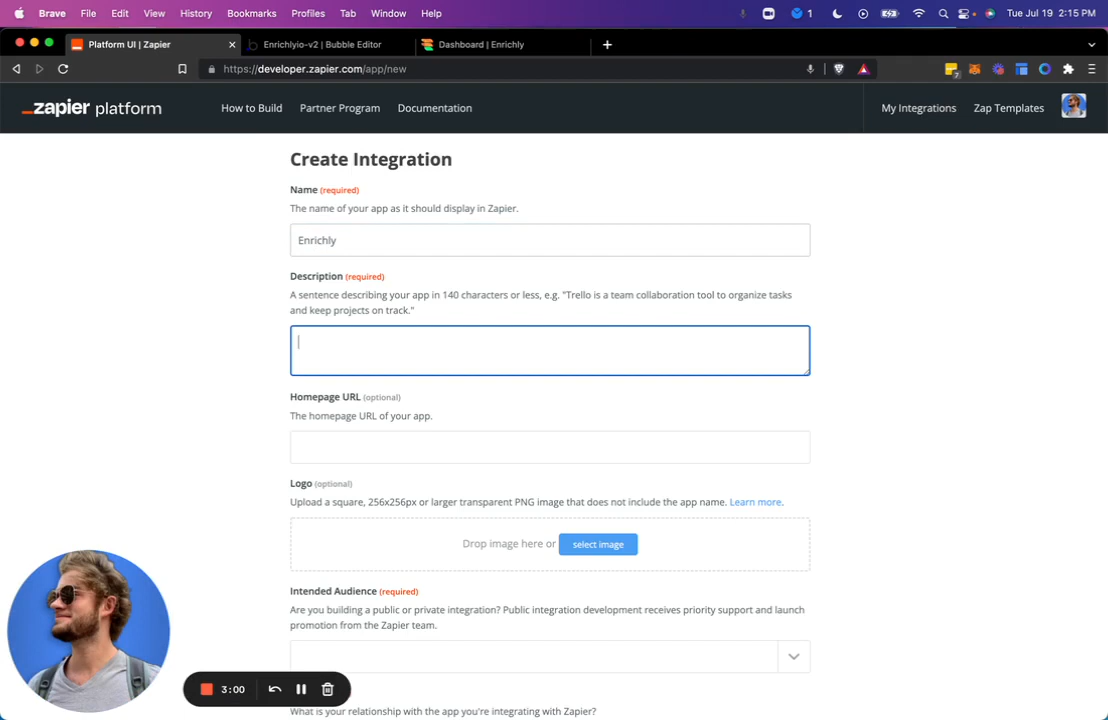 Brave File Edit View History Bookmarks Profiles Tab Window Help 1 Tue Jul 19 2:15 PM
Platform UI | Zapier Enrichlyio-v2 | Bubble Editor Dashboard | Enrichly
https://developer.zapier.com/app/new
zapier platform How to Build Partner Program Documentation My Integrations Zap Templates
Create Integration
Name (required)
The name of your app as it should display in Zapier.
Enrichly
Description (required)
A sentence describing your app in 140 characters or less, e.g. "Trello is a team collaboration tool to organize tasks
and keep projects on track."
Homepage URL (optional)
The homepage URL of your app.
Logo (optional)
Upload a square, 256x256px or larger transparent PNG image that does not include the app name. Learn more.
Drop image here or select image
Intended Audience (required)
Are you building a public or private integration? Public integration development receives priority support and launch
promotion from the Zapier team.
3:00
What is your relationship with the app you're integrating with Zapier?